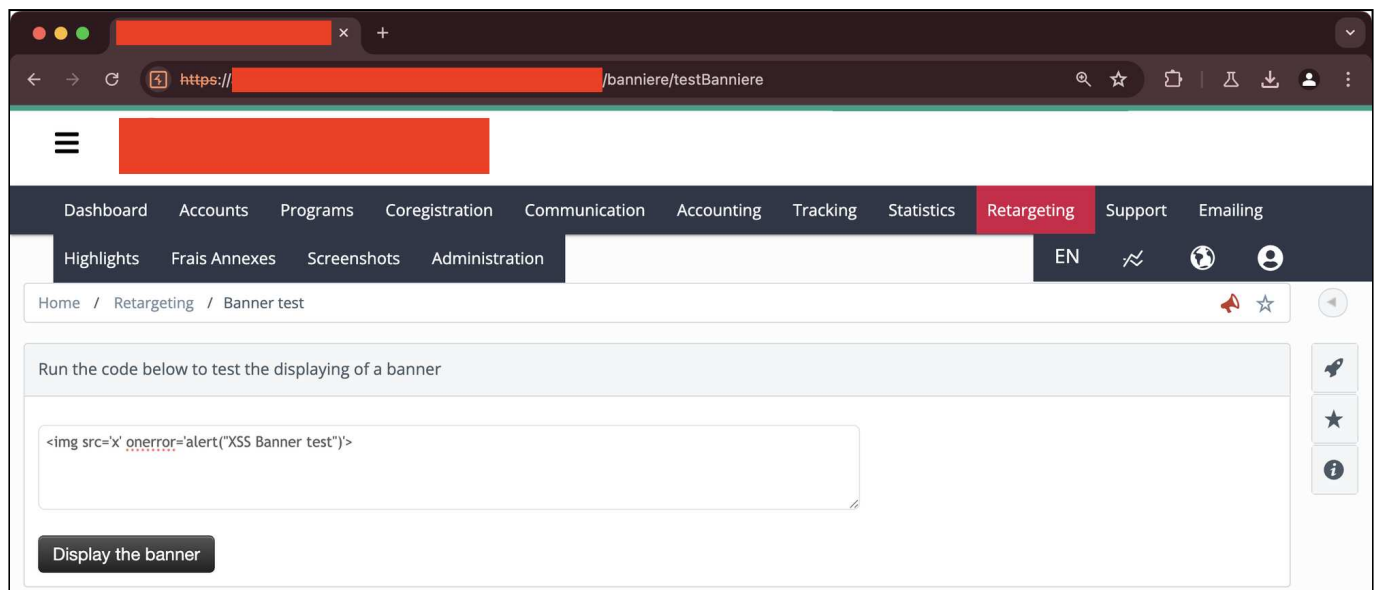 https:// /banniere/testBanniere
Dashboard Accounts Programs Coregistration Communication Accounting Tracking Statistics Retargeting Support Emailing
Highlights Frais Annexes Screenshots Administration EN
Home / Retargeting / Banner test
Run the code below to test the displaying of a banner
<img src='x' onerror='alert("XSS Banner test")'>
Display the banner